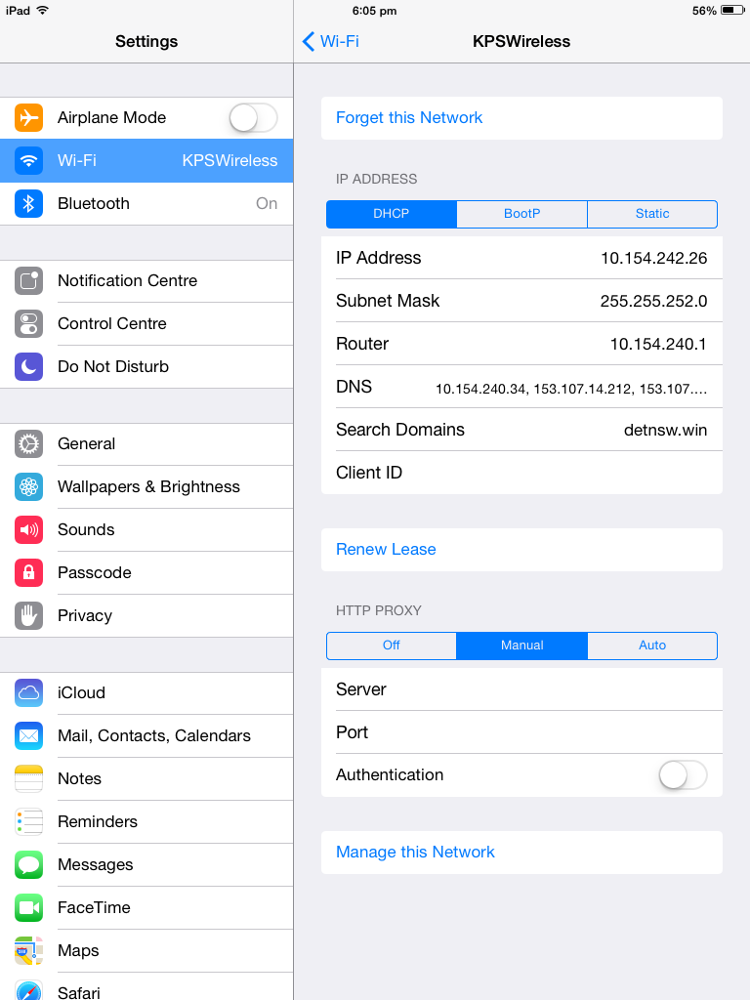 iPad 6:05 pm 56%
Settings
Wi-Fi KPSWireless
Airplane Mode
Wi-Fi KPSWireless
Bluetooth On
Notification Centre
Control Centre
Do Not Disturb
General
Wallpapers & Brightness
Sounds
Passcode
Privacy
iCloud
Mail, Contacts, Calendars
Notes
Reminders
Messages
FaceTime
Maps
Safari
Forget this Network
IP ADDRESS
DHCP BootP Static
IP Address 10.154.242.26
Subnet Mask 255.255.252.0
Router 10.154.240.1
DNS 10.154.240.34, 153.107.14.212, 153.107....
Search Domains detnsw.win
Client ID
Renew Lease
HTTP PROXY
Off Manual Auto
Server
Port
Authentication
Manage this Network